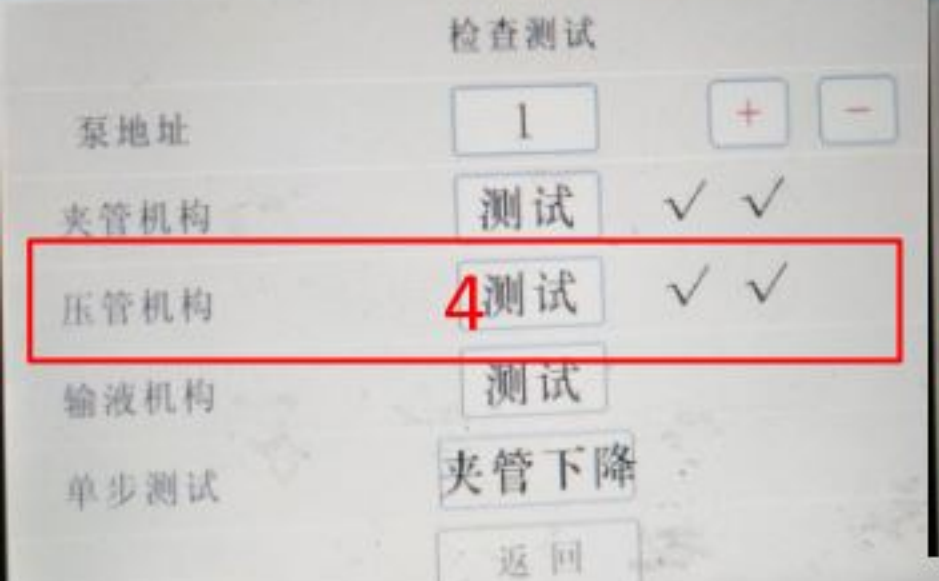 检查测试
泵地址 1 + −
夹管机构 测试 √ √
压管机构 4 测试 √ √
输液机构 测试
单步测试 夹管下降
返回